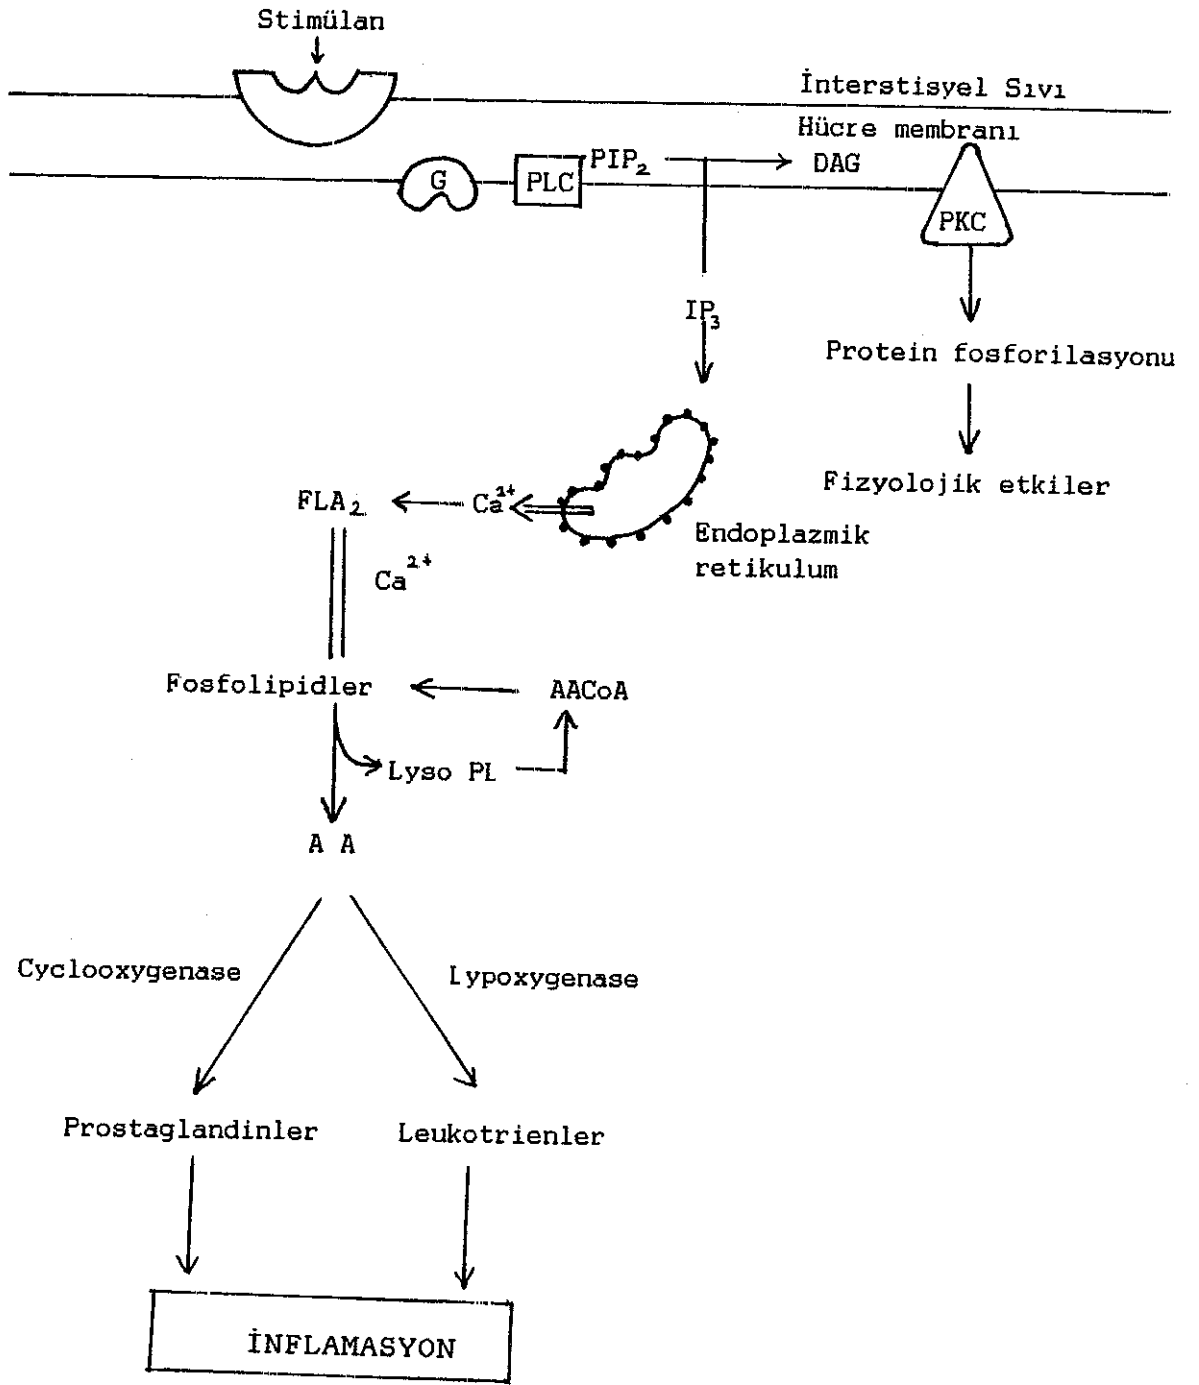 Stimülan
İnterstisyel Sıvı
Hücre membranı
G
PLC
PIP₂
DAG
PKC
IP₃
Protein fosforilasyonu
Fizyolojik etkiler
FLA₂
Ca²⁺
Endoplazmik
retikulum
Ca²⁺
Fosfolipidler
AACoA
Lyso PL
A A
Cyclooxygenase
Lypoxygenase
Prostaglandinler
Leukotrienler
İNFLAMASYON